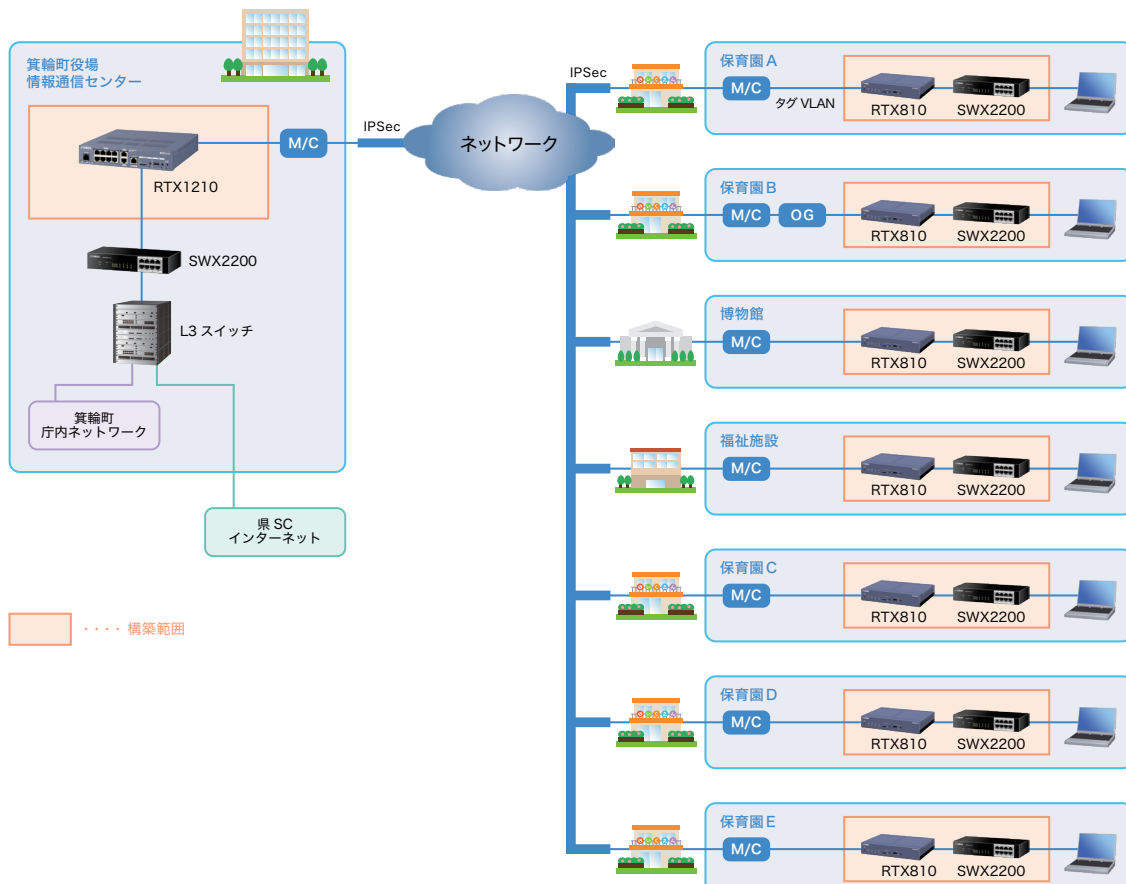 箕輪町役場
情報通信センター
RTX1210
M/C
IPSec
SWX2200
L3 スイッチ
箕輪町
庁内ネットワーク
県 SC
インターネット
・・・・ 構築範囲
ネットワーク
IPSec
保育園 A
M/C
タグ VLAN
RTX810
SWX2200
保育園 B
M/C
OG
RTX810
SWX2200
博物館
M/C
RTX810
SWX2200
福祉施設
M/C
RTX810
SWX2200
保育園 C
M/C
RTX810
SWX2200
保育園 D
M/C
RTX810
SWX2200
保育園 E
M/C
RTX810
SWX2200